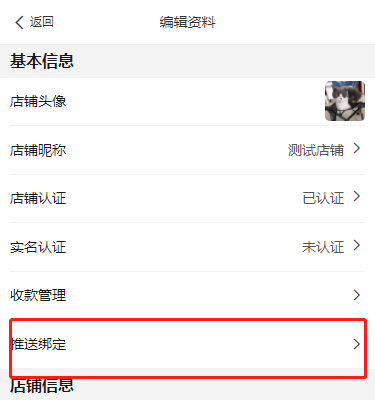 返回
编辑资料
基本信息
店铺头像
店铺昵称 测试店铺
店铺认证 已认证
实名认证 未认证
收款管理
推送绑定
店铺信息